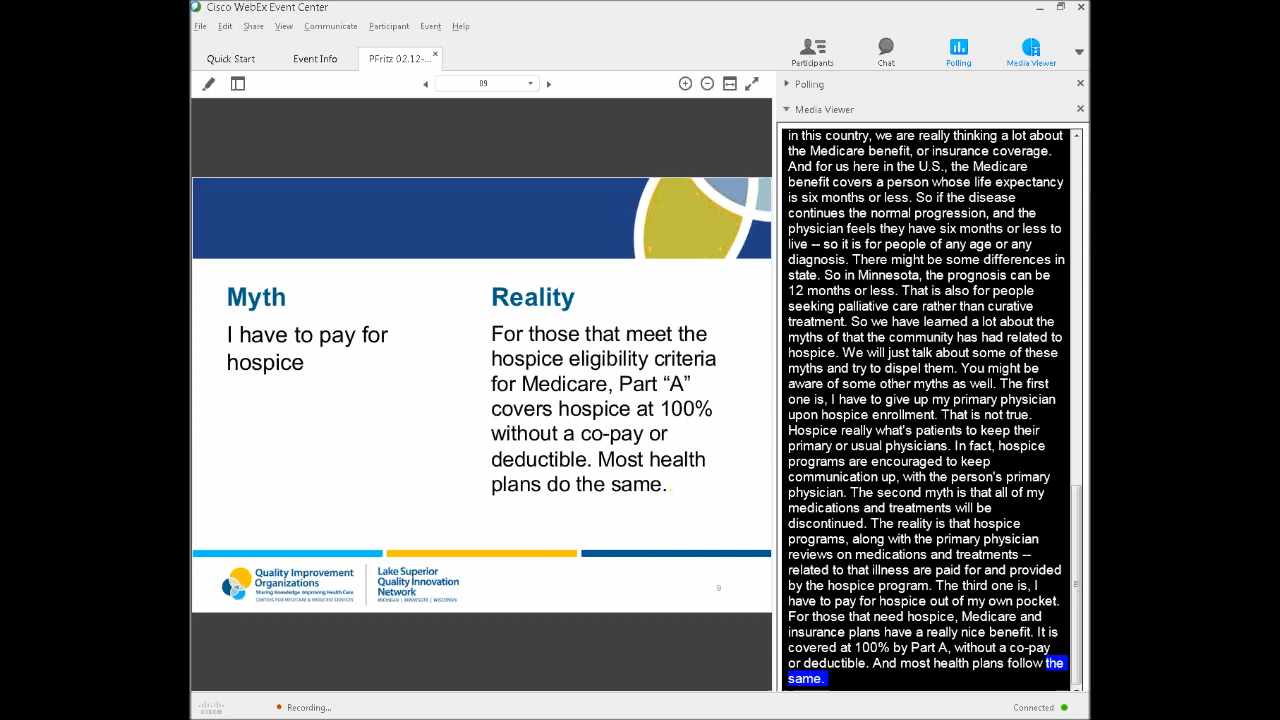 Cisco WebEx Event Center
File Edit Share View Communicate Participant Event Help
Quick Start Event Info PFritz 02.12-...
Participants Chat Polling Media Viewer
09
Polling
Media Viewer
Myth
I have to pay for
hospice
Reality
For those that meet the
hospice eligibility criteria
for Medicare, Part “A”
covers hospice at 100%
without a co-pay or
deductible. Most health
plans do the same.
Quality Improvement
Organizations
Sharing Knowledge. Improving Health Care.
CENTERS FOR MEDICARE & MEDICAID SERVICES
Lake Superior
Quality Innovation
Network
MICHIGAN | MINNESOTA | WISCONSIN
9
in this country, we are really thinking a lot about
the Medicare benefit, or insurance coverage.
And for us here in the U.S., the Medicare
benefit covers a person whose life expectancy
is six months or less. So if the disease
continues the normal progression, and the
physician feels they have six months or less to
live -- so it is for people of any age or any
diagnosis. There might be some differences in
state. So in Minnesota, the prognosis can be
12 months or less. That is also for people
seeking palliative care rather than curative
treatment. So we have learned a lot about the
myths of that the community has had related to
hospice. We will just talk about some of these
myths and try to dispel them. You might be
aware of some other myths as well. The first
one is, I have to give up my primary physician
upon hospice enrollment. That is not true.
Hospice really what's patients to keep their
primary or usual physicians. In fact, hospice
programs are encouraged to keep
communication up, with the person's primary
physician. The second myth is that all of my
medications and treatments will be
discontinued. The reality is that hospice
programs, along with the primary physician
reviews on medications and treatments --
related to that illness are paid for and provided
by the hospice program. The third one is, I
have to pay for hospice out of my own pocket.
For those that need hospice, Medicare and
insurance plans have a really nice benefit. It is
covered at 100% by Part A, without a co-pay
or deductible. And most health plans follow the
same.
cisco
Recording...
Connected